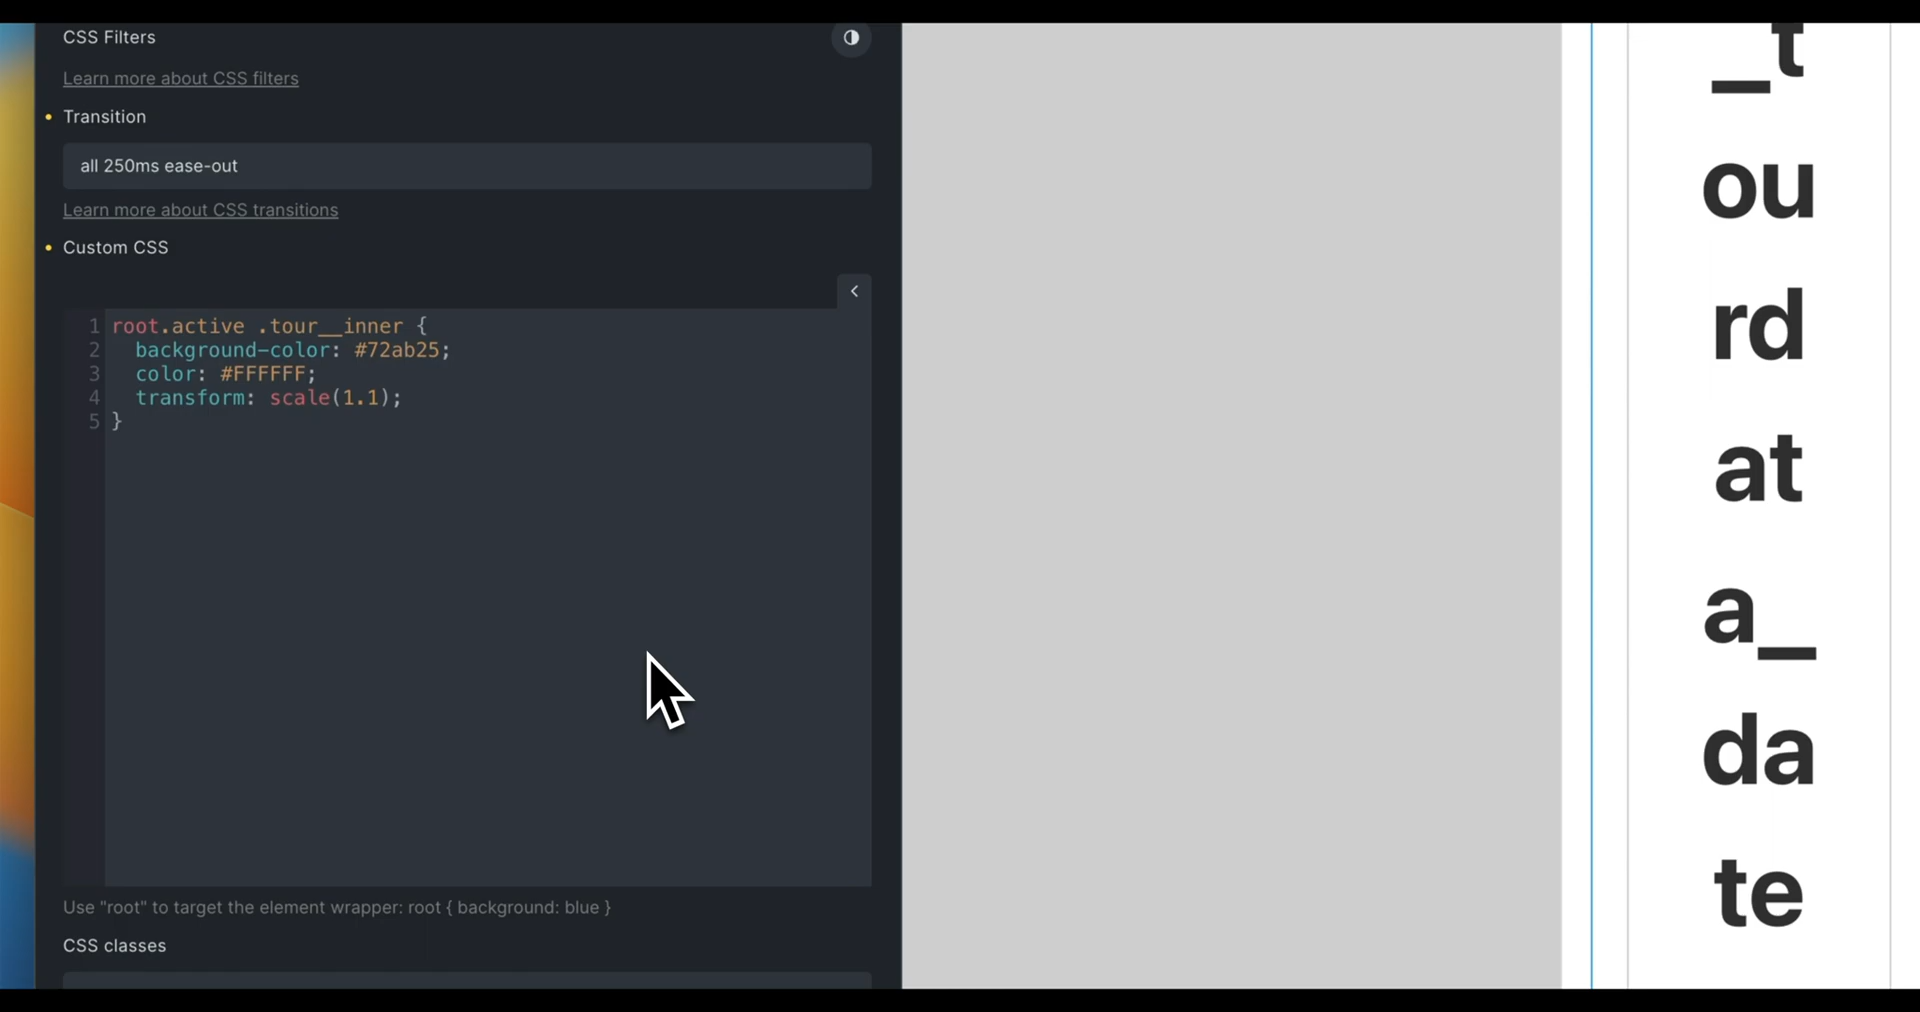 CSS Filters
Learn more about CSS filters
Transition
all 250ms ease-out
Learn more about CSS transitions
Custom CSS
1 root.active .tour__inner {
2 background-color: #72ab25;
3 color: #FFFFFF;
4 transform: scale(1.1);
5 }
Use "root" to target the element wrapper: root { background: blue }
CSS classes
_t
ou
rd
at
a_
da
te